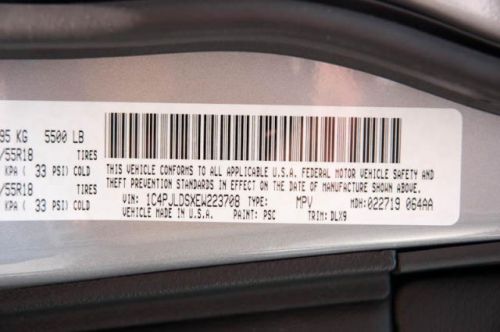 95 KG 5500 LB
/55R18 TIRES
KPA ( 33 PSI) COLD
/55R18 TIRES
KPA ( 33 PSI) COLD
THIS VEHICLE CONFORMS TO ALL APPLICABLE U.S.A. FEDERAL MOTOR VEHICLE SAFETY AND
THEFT PREVENTION STANDARDS IN EFFECT ON THE DATE OF MANUFACTURE SHOWN ABOVE.
VIN: 1C4PJLDSXEW223708 TYPE: MPV MDH:022719 064AA
VEHICLE MADE IN U.S.A. PAINT: PSC TRIM: DLX9